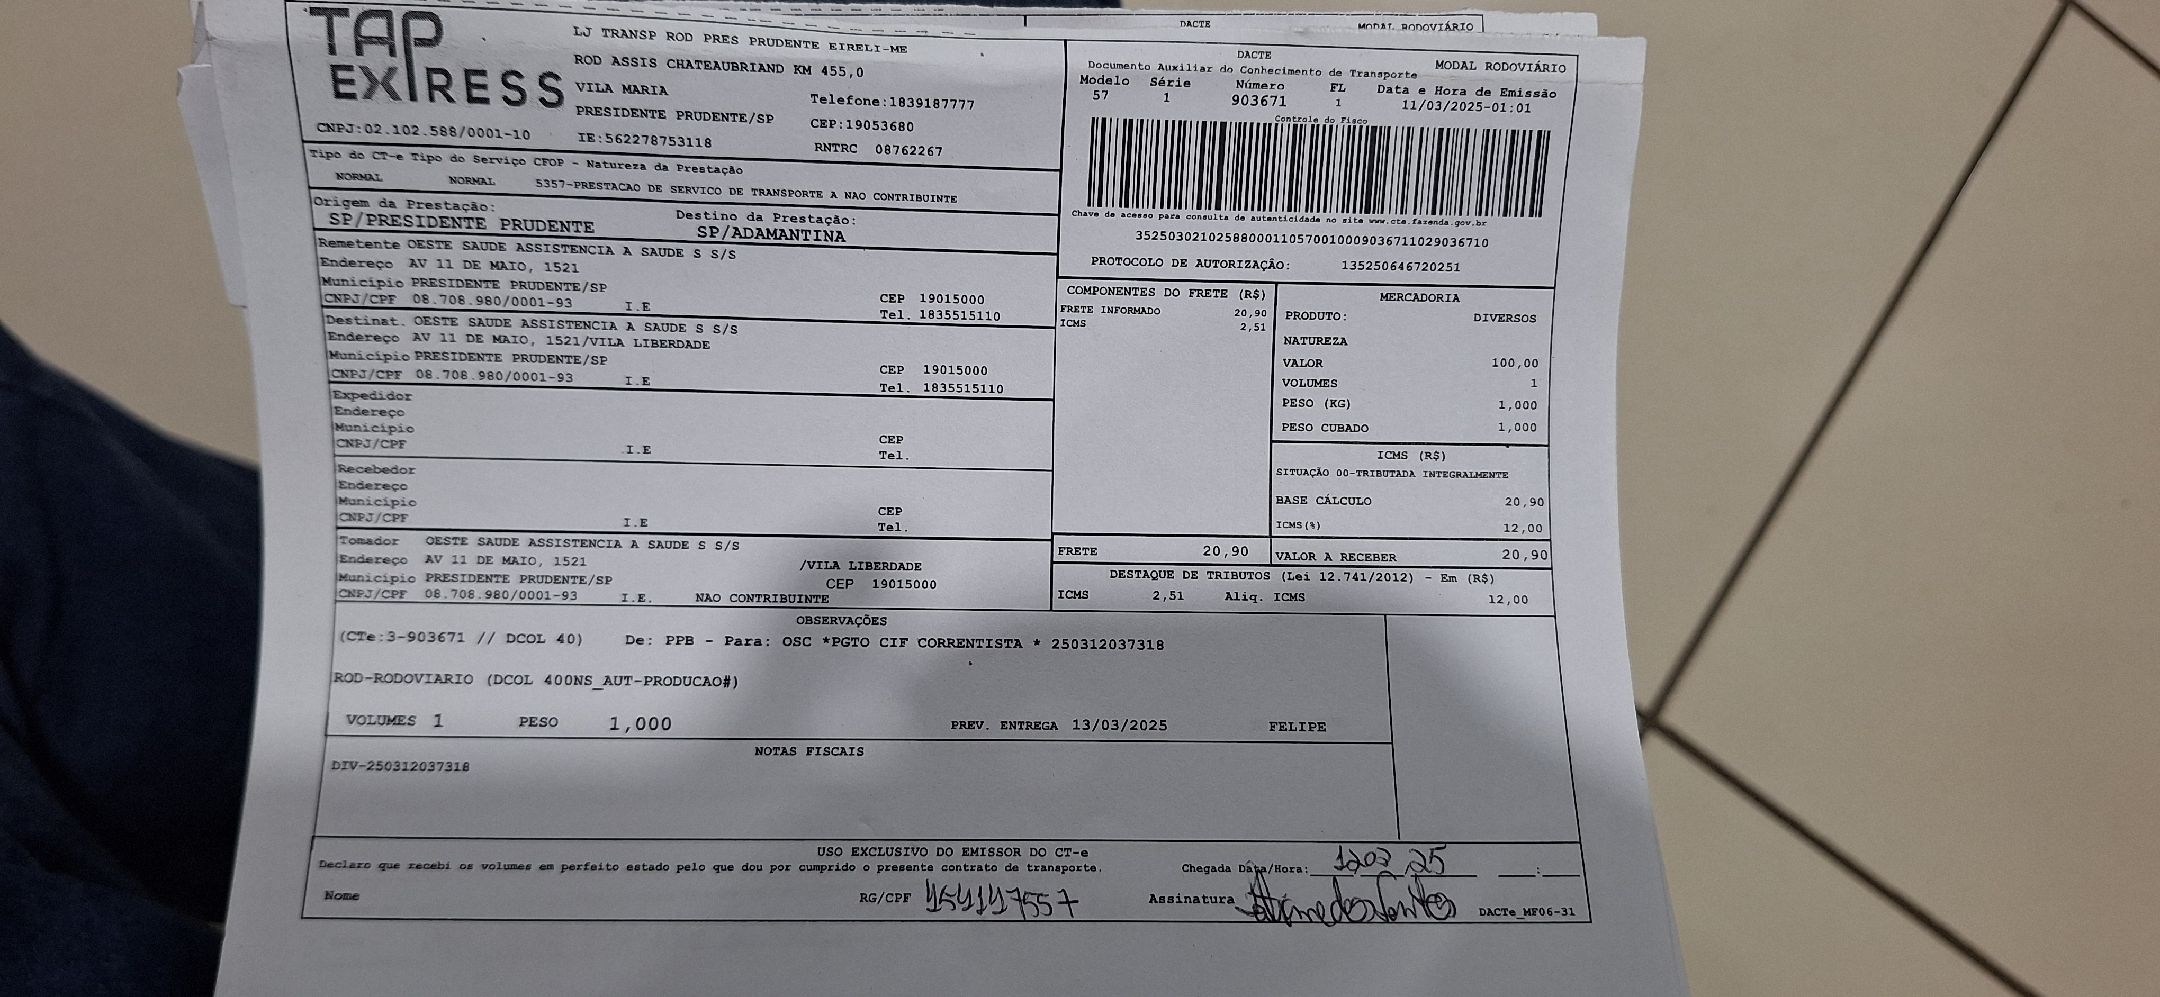 DACTE
MODAL RODOVIÁRIO
TAP EXPRESS
LJ TRANSP ROD PRES PRUDENTE EIRELI-ME
ROD ASSIS CHATEAUBRIAND KM 455,0
VILA MARIA
Telefone:1839187777
PRESIDENTE PRUDENTE/SP
CEP:19053680
CNPJ:02.102.588/0001-10
IE:562278753118
RNTRC 08762267
DACTE
MODAL RODOVIÁRIO
Documento Auxiliar do Conhecimento de Transporte
Modelo Série Número FL Data e Hora de Emissão
57 1 903671 1 11/03/2025-01:01
Controle do Fisco
Chave de acesso para consulta de autenticidade no site www.cte.fazenda.gov.br
35250302102588000110570010009036711029036710
PROTOCOLO DE AUTORIZAÇÃO: 135250646720251
Tipo do CT-e Tipo do Serviço CFOP - Natureza da Prestação
NORMAL NORMAL 5357-PRESTACAO DE SERVICO DE TRANSPORTE A NAO CONTRIBUINTE
Origem da Prestação: Destino da Prestação:
SP/PRESIDENTE PRUDENTE SP/ADAMANTINA
Remetente OESTE SAUDE ASSISTENCIA A SAUDE S S/S
Endereço AV 11 DE MAIO, 1521
Município PRESIDENTE PRUDENTE/SP CEP 19015000
CNPJ/CPF 08.708.980/0001-93 I.E Tel. 1835515110
Destinat. OESTE SAUDE ASSISTENCIA A SAUDE S S/S
Endereço AV 11 DE MAIO, 1521/VILA LIBERDADE
Município PRESIDENTE PRUDENTE/SP CEP 19015000
CNPJ/CPF 08.708.980/0001-93 I.E Tel. 1835515110
Expedidor
Endereço
Município CEP
CNPJ/CPF I.E Tel.
Recebedor
Endereço
Município CEP
CNPJ/CPF I.E Tel.
Tomador OESTE SAUDE ASSISTENCIA A SAUDE S S/S
Endereço AV 11 DE MAIO, 1521 /VILA LIBERDADE
Município PRESIDENTE PRUDENTE/SP CEP 19015000
CNPJ/CPF 08.708.980/0001-93 I.E. NAO CONTRIBUINTE
COMPONENTES DO FRETE (R$)
FRETE INFORMADO 20,90
ICMS 2,51
MERCADORIA
PRODUTO: DIVERSOS
NATUREZA
VALOR 100,00
VOLUMES 1
PESO (KG) 1,000
PESO CUBADO 1,000
ICMS (R$)
SITUAÇÃO 00-TRIBUTADA INTEGRALMENTE
BASE CÁLCULO 20,90
ICMS(%) 12,00
FRETE 20,90 VALOR A RECEBER 20,90
DESTAQUE DE TRIBUTOS (Lei 12.741/2012) - Em (R$)
ICMS 2,51 Aliq. ICMS 12,00
OBSERVAÇÕES
(CTe:3-903671 // DCOL 40) De: PPB - Para: OSC *PGTO CIF CORRENTISTA * 250312037318
ROD-RODOVIARIO (DCOL 400NS_AUT-PRODUCAO#)
VOLUMES 1 PESO 1,000 PREV. ENTREGA 13/03/2025 FELIPE
NOTAS FISCAIS
DIV-250312037318
USO EXCLUSIVO DO EMISSOR DO CT-e
Declaro que recebi os volumes em perfeito estado pelo que dou por cumprido o presente contrato de transporte.
Chegada Data/Hora: 1203 25 :
Nome RG/CPF Assinatura
DACTe_MF06-31